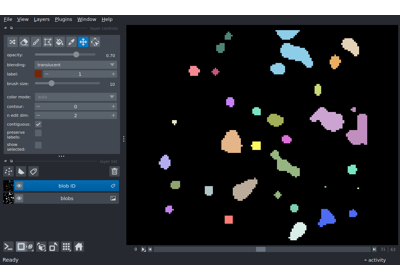 File View Layers Plugins Window Help
opacity: 0.70
blending: translucent
label: 1
brush size: 10
color mode:
contour: 0
n edit dim: 2
contiguous:
preserve labels:
show selected:
blob ID
blobs
Ready
activity